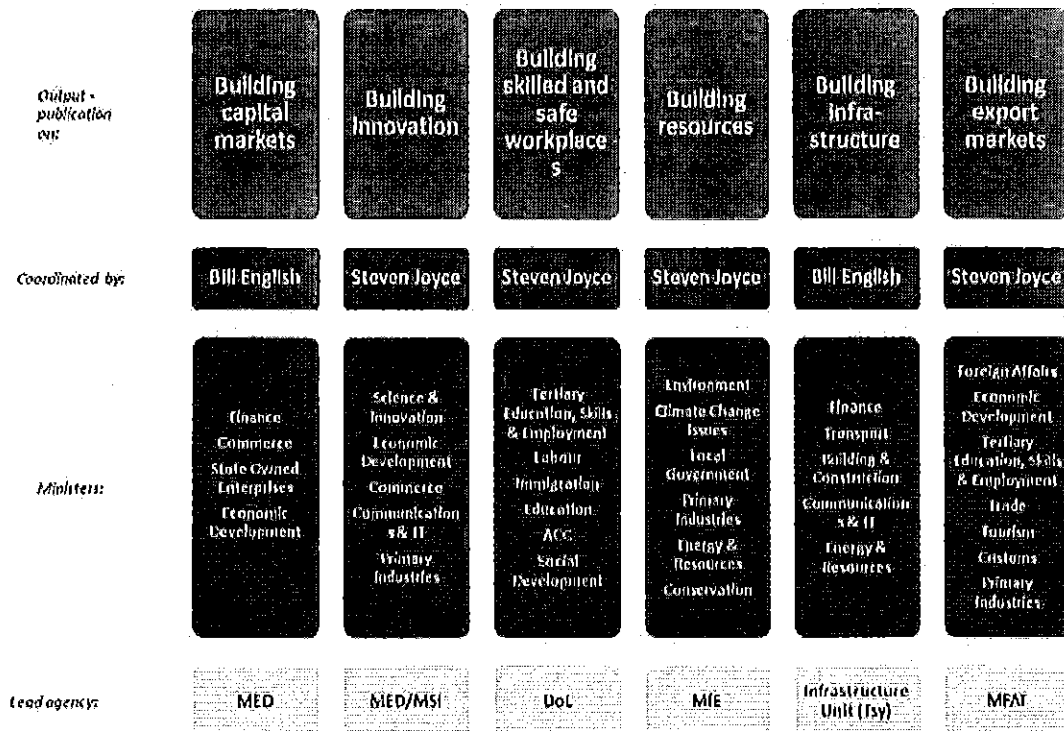 Output -
publication
on:
Building
capital
markets
Building
innovation
Building
skilled and
safe
workplace
s
Building
resources
Building
infra-
structure
Building
export
markets
Coordinated by:
Bill English
Steven Joyce
Steven Joyce
Steven Joyce
Bill English
Steven Joyce
Ministers:
Finance
Commerce
State Owned
Enterprises
Economic
Development
Science &
Innovation
Economic
Development
Commerce
Communication
s & IT
Primary
Industries
Tertiary
Education, Skills
& Employment
Labour
Immigration
Education
ACC
Social
Development
Environment
Climate Change
Issues
Local
Government
Primary
Industries
Energy &
Resources
Conservation
Finance
Transport
Building &
Construction
Communication
s & IT
Energy &
Resources
Foreign Affairs
Economic
Development
Tertiary
Education, Skills
& Employment
Trade
Tourism
Customs
Primary
Industries
Lead agency:
MED
MED/MSI
DoL
MfE
Infrastructure
Unit (Tsy)
MFAT